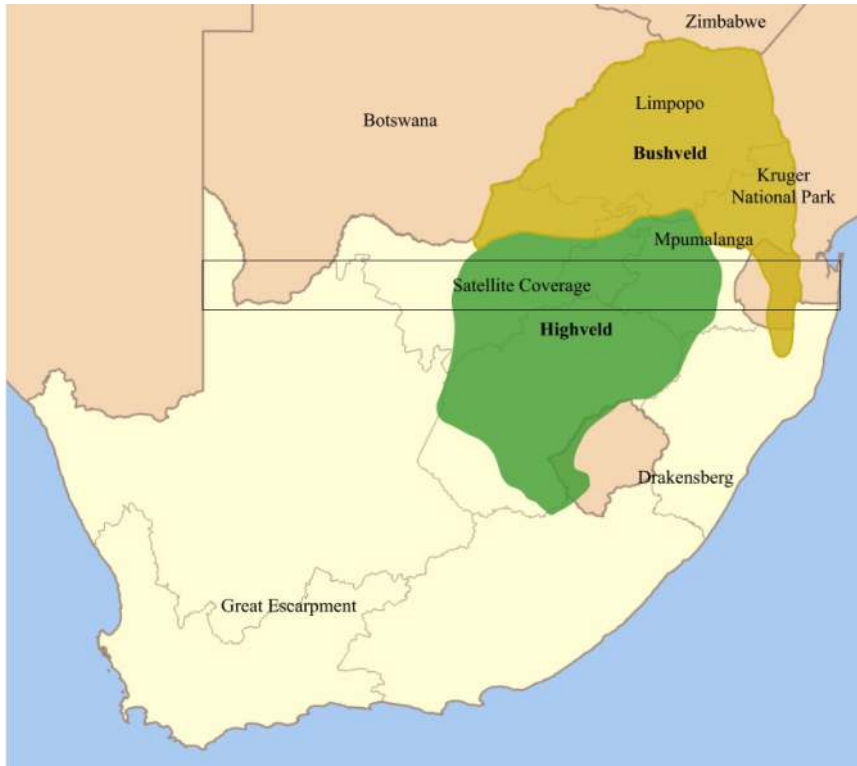 Zimbabwe
Limpopo
Botswana
Bushveld
Kruger
National Park
Mpumalanga
Satellite Coverage
Highveld
Drakensberg
Great Escarpment